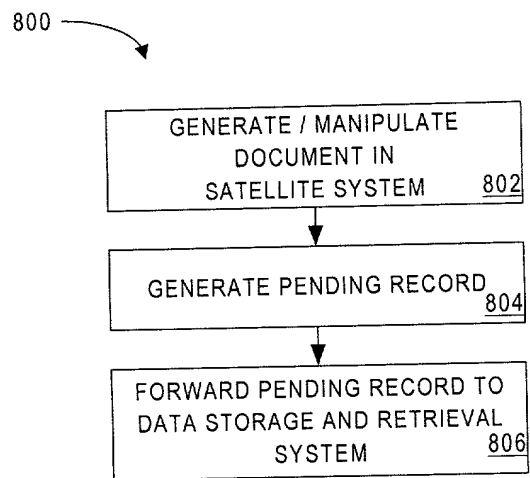 800
GENERATE / MANIPULATE
DOCUMENT IN
SATELLITE SYSTEM 802
GENERATE PENDING RECORD
804
FORWARD PENDING RECORD TO
DATA STORAGE AND RETRIEVAL
SYSTEM 806